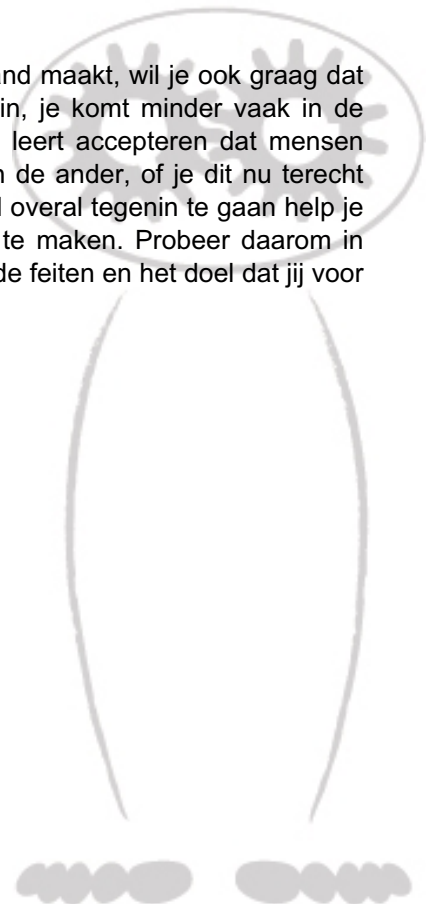 and maakt, wil je ook graag dat
in, je komt minder vaak in de
leert accepteren dat mensen
de ander, of je dit nu terecht
overal tegenin te gaan help je
te maken. Probeer daarom in
de feiten en het doel dat jij voor